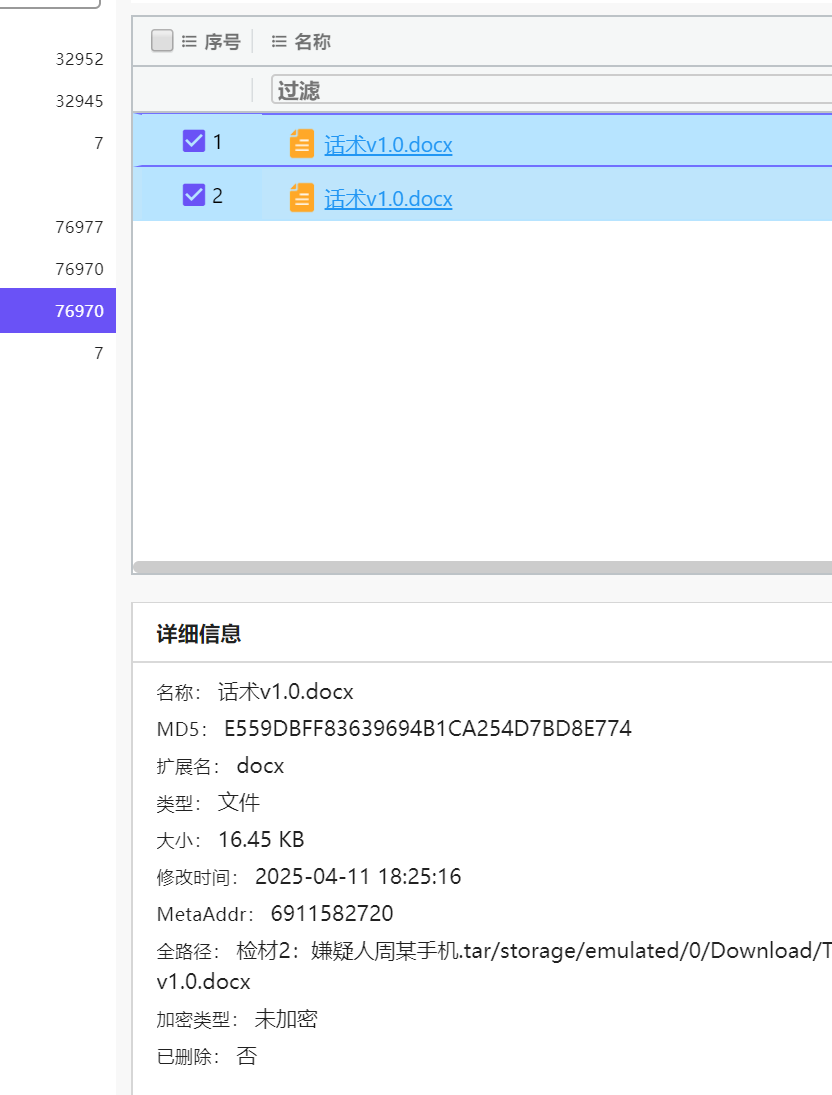 32952
32945
7
76977
76970
76970
7
序号 名称
过滤
1 话术v1.0.docx
2 话术v1.0.docx
详细信息
名称： 话术v1.0.docx
MD5： E559DBFF83639694B1CA254D7BD8E774
扩展名： docx
类型： 文件
大小： 16.45 KB
修改时间： 2025-04-11 18:25:16
MetaAddr： 6911582720
全路径： 检材2：嫌疑人周某手机.tar/storage/emulated/0/Download/T
v1.0.docx
加密类型： 未加密
已删除： 否